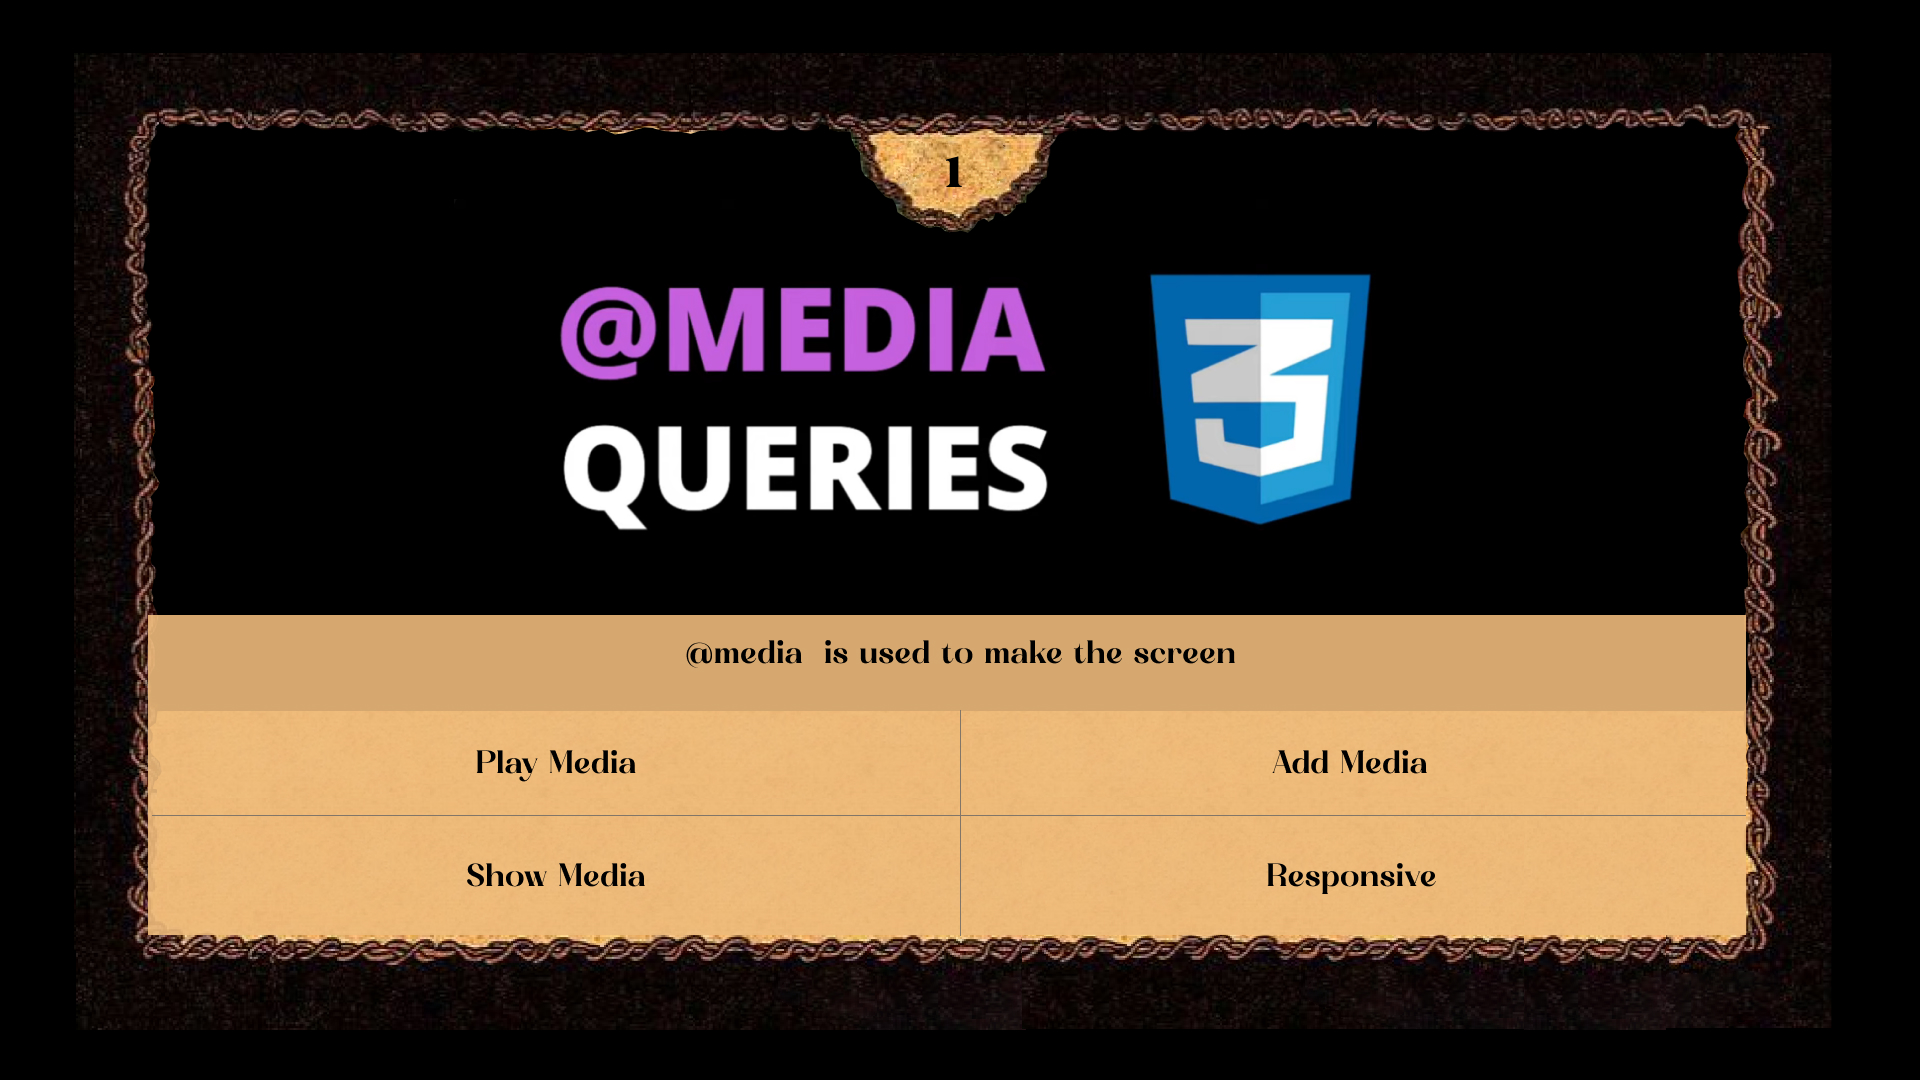 1
@MEDIA
QUERIES
3
@media is used to make the screen
Play Media
Add Media
Show Media
Responsive